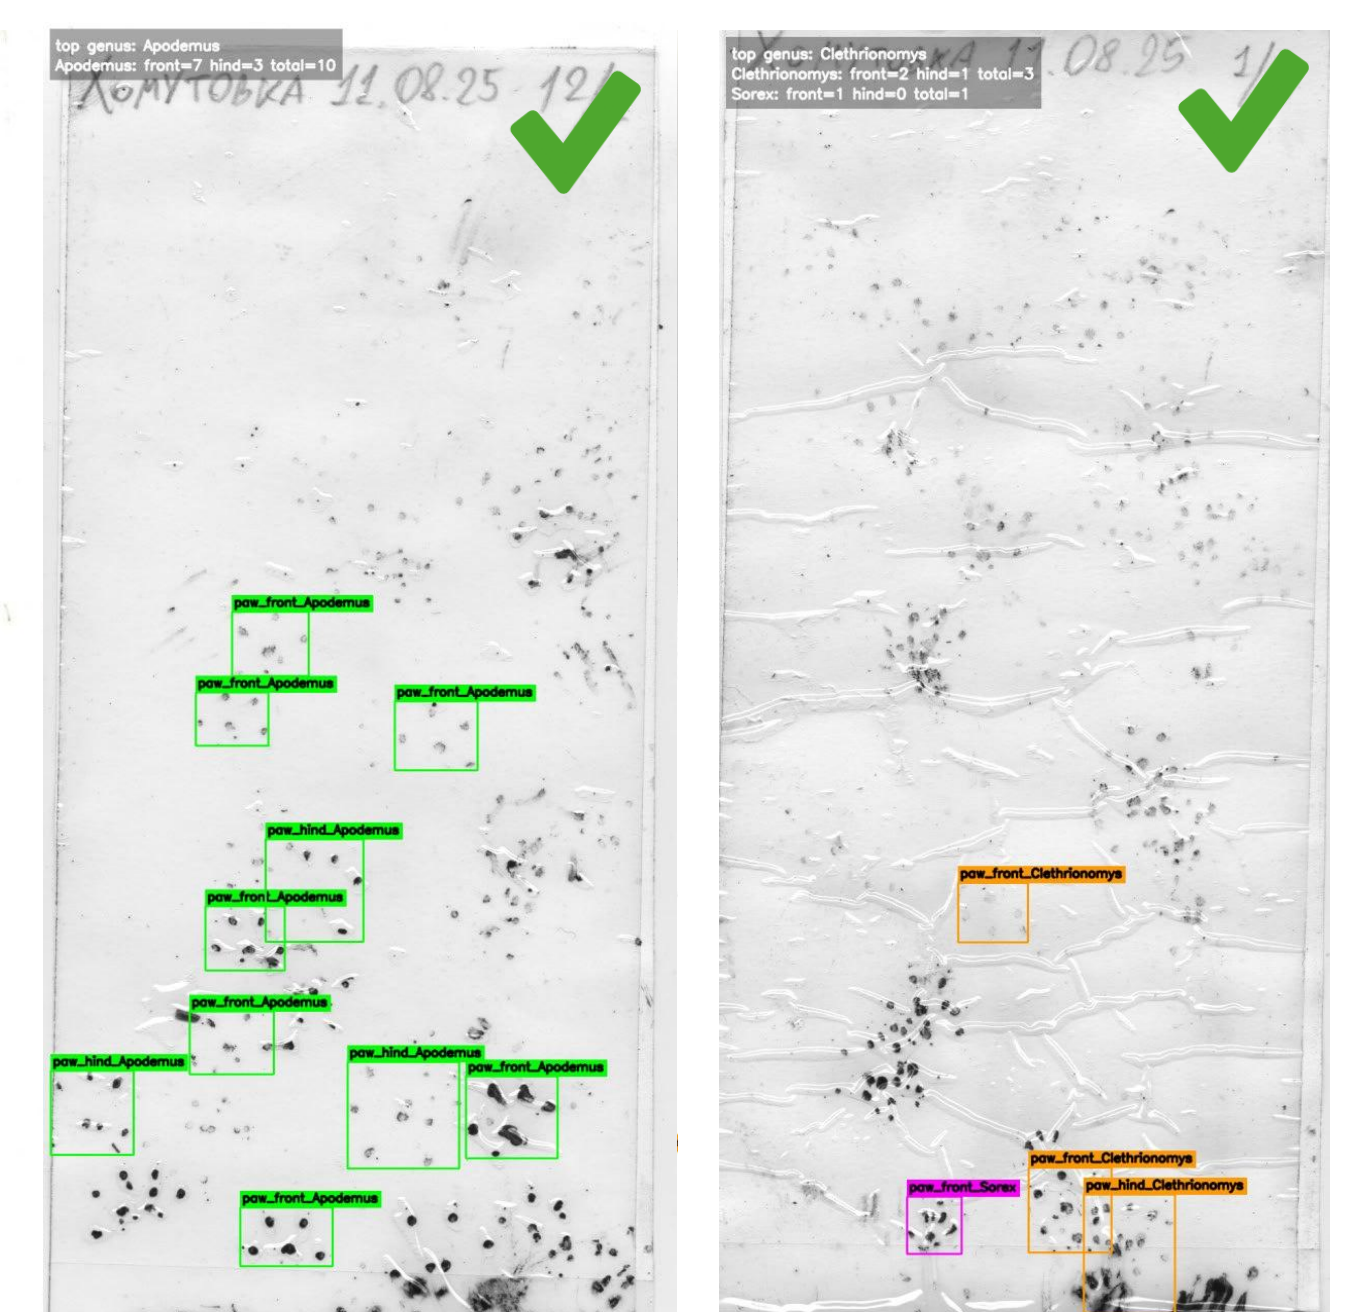 top genus: Apodemus
Apodemus: front=7 hind=3 total=10
Хомутовка 11.08.25 12/
paw_front_Apodemus
paw_front_Apodemus
paw_front_Apodemus
paw_hind_Apodemus
paw_front_Apodemus
paw_front_Apodemus
paw_hind_Apodemus
paw_hind_Apodemus
paw_front_Apodemus
paw_front_Apodemus
top genus: Clethrionomys
Clethrionomys: front=2 hind=1 total=3
Sorex: front=1 hind=0 total=1
11.08.25 1/
paw_front_Clethrionomys
paw_front_Clethrionomys
paw_hind_Clethrionomys
paw_front_Sorex